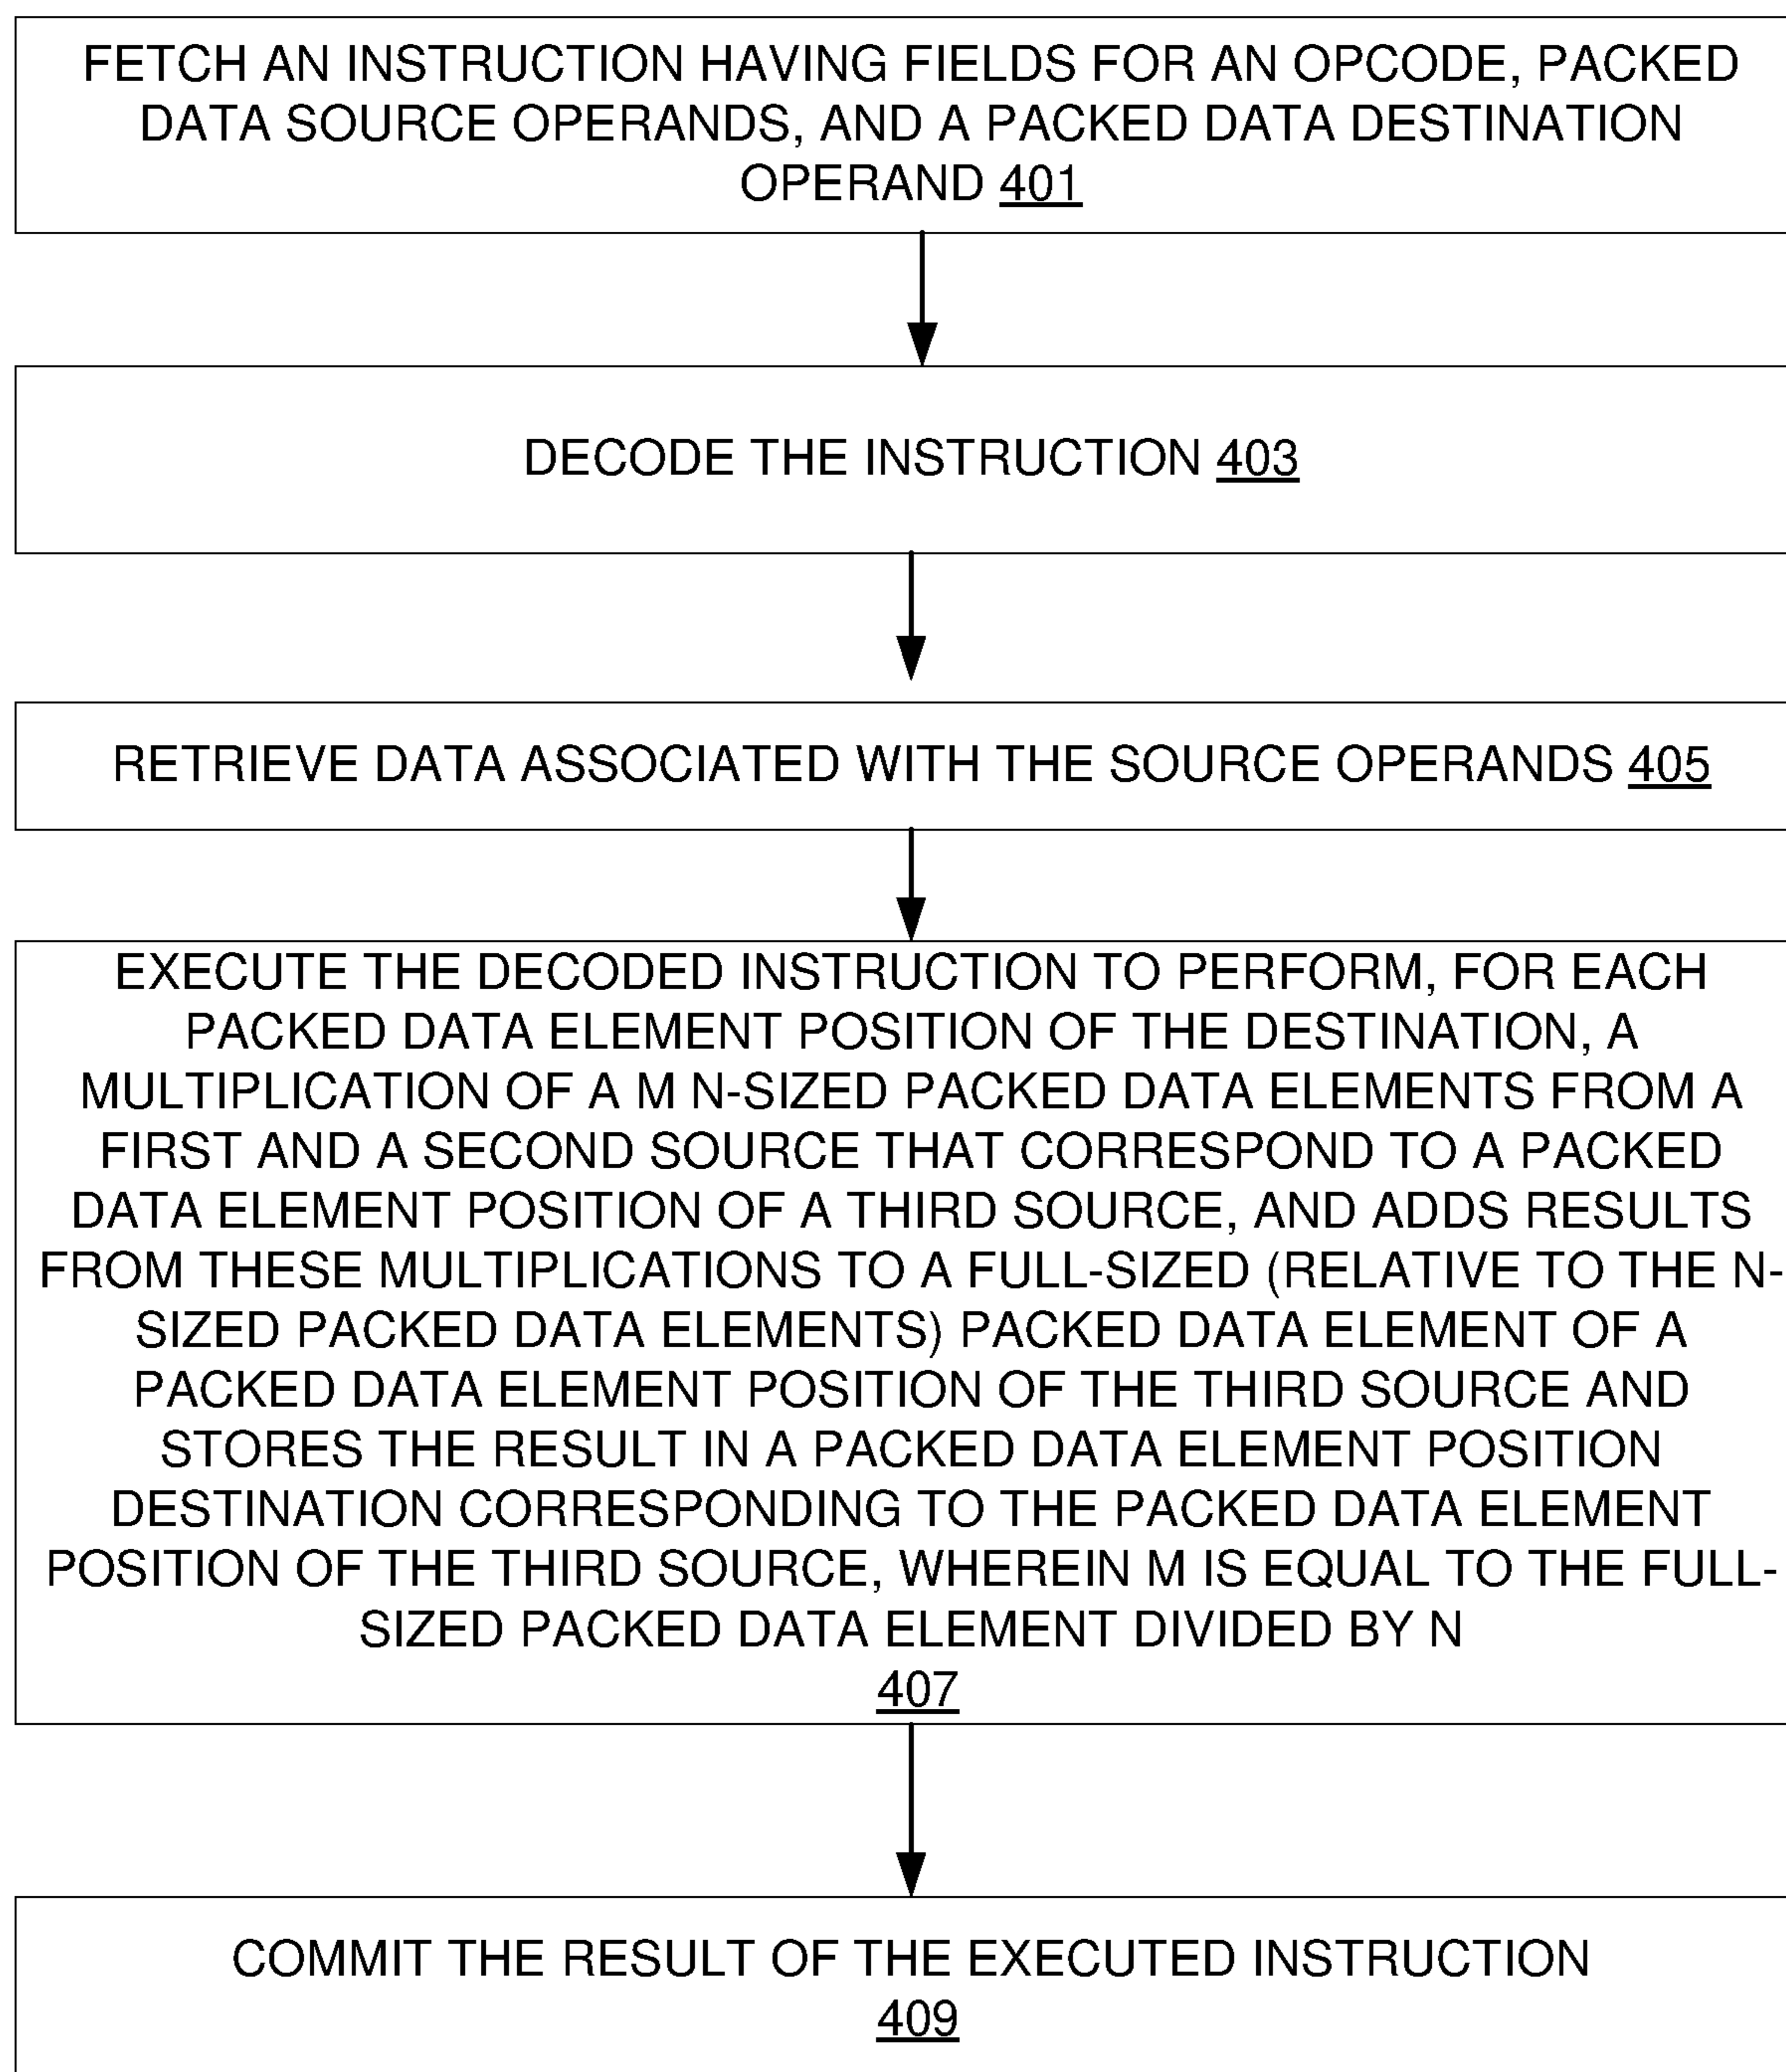 FETCH AN INSTRUCTION HAVING FIELDS FOR AN OPCODE, PACKED
DATA SOURCE OPERANDS, AND A PACKED DATA DESTINATION
OPERAND 401
DECODE THE INSTRUCTION 403
RETRIEVE DATA ASSOCIATED WITH THE SOURCE OPERANDS 405
EXECUTE THE DECODED INSTRUCTION TO PERFORM, FOR EACH
PACKED DATA ELEMENT POSITION OF THE DESTINATION, A
MULTIPLICATION OF A M N-SIZED PACKED DATA ELEMENTS FROM A
FIRST AND A SECOND SOURCE THAT CORRESPOND TO A PACKED
DATA ELEMENT POSITION OF A THIRD SOURCE, AND ADDS RESULTS
FROM THESE MULTIPLICATIONS TO A FULL-SIZED (RELATIVE TO THE N-
SIZED PACKED DATA ELEMENTS) PACKED DATA ELEMENT OF A
PACKED DATA ELEMENT POSITION OF THE THIRD SOURCE AND
STORES THE RESULT IN A PACKED DATA ELEMENT POSITION
DESTINATION CORRESPONDING TO THE PACKED DATA ELEMENT
POSITION OF THE THIRD SOURCE, WHEREIN M IS EQUAL TO THE FULL-
SIZED PACKED DATA ELEMENT DIVIDED BY N
407
COMMIT THE RESULT OF THE EXECUTED INSTRUCTION
409